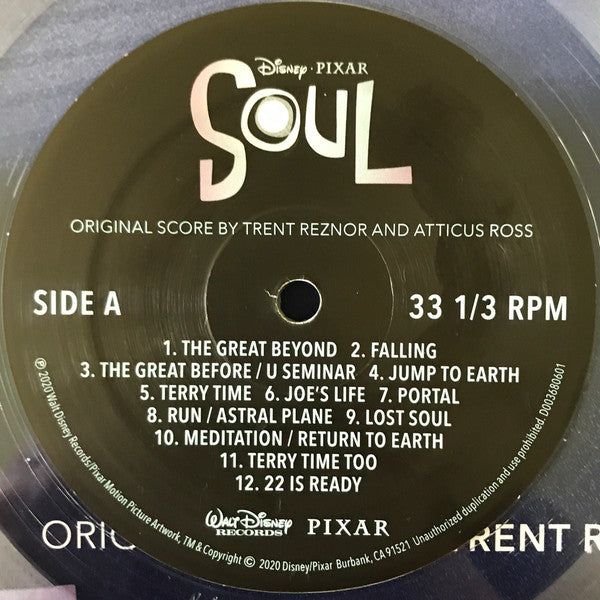 Disney · PIXAR
SOUL
ORIGINAL SCORE BY TRENT REZNOR AND ATTICUS ROSS
SIDE A
33 1/3 RPM
1. THE GREAT BEYOND 2. FALLING
3. THE GREAT BEFORE / U SEMINAR 4. JUMP TO EARTH
5. TERRY TIME 6. JOE'S LIFE 7. PORTAL
8. RUN / ASTRAL PLANE 9. LOST SOUL
10. MEDITATION / RETURN TO EARTH
11. TERRY TIME TOO
12. 22 IS READY
WALT DISNEY RECORDS
PIXAR
℗ 2020 Walt Disney Records/Pixar Motion Picture Artwork, TM & Copyright © 2020 Disney/Pixar Burbank, CA 91521 Unauthorized duplication and use prohibited. D003680601
ORIG
TRENT R